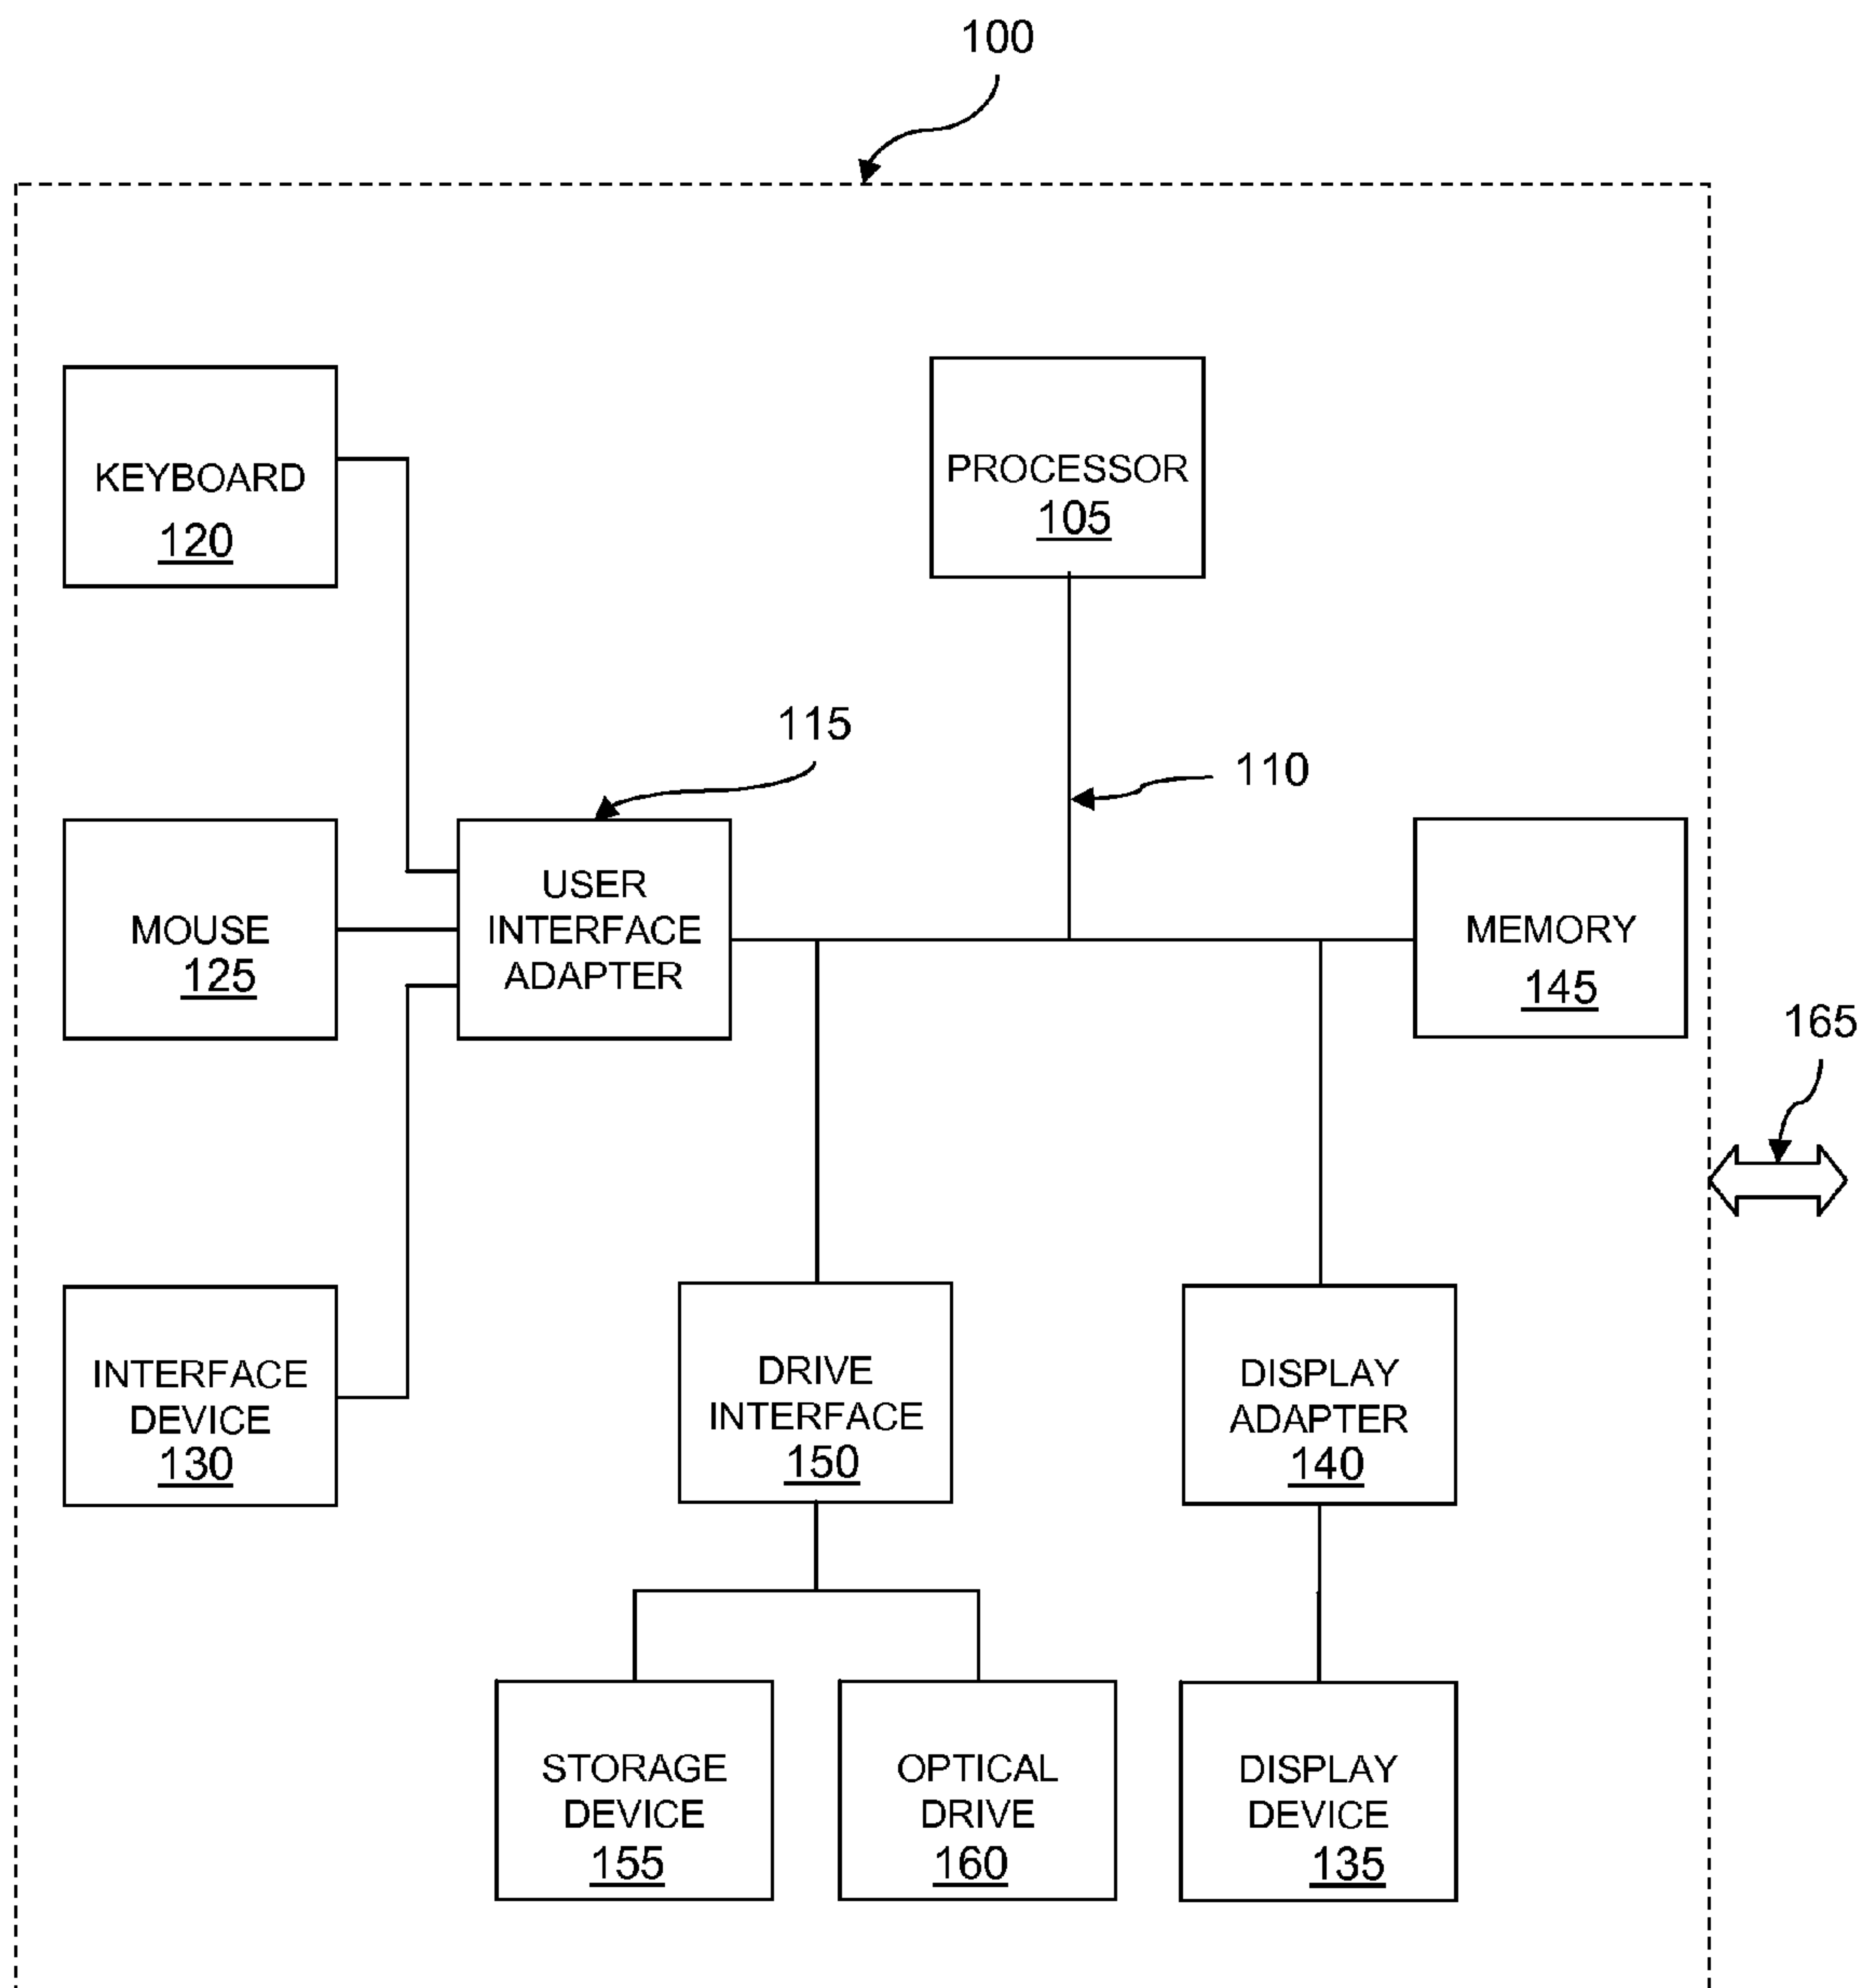 100
KEYBOARD
120
PROCESSOR
105
115
110
MOUSE
125
USER
INTERFACE
ADAPTER
MEMORY
145
165
INTERFACE
DEVICE
130
DRIVE
INTERFACE
150
DISPLAY
ADAPTER
140
STORAGE
DEVICE
155
OPTICAL
DRIVE
160
DISPLAY
DEVICE
135